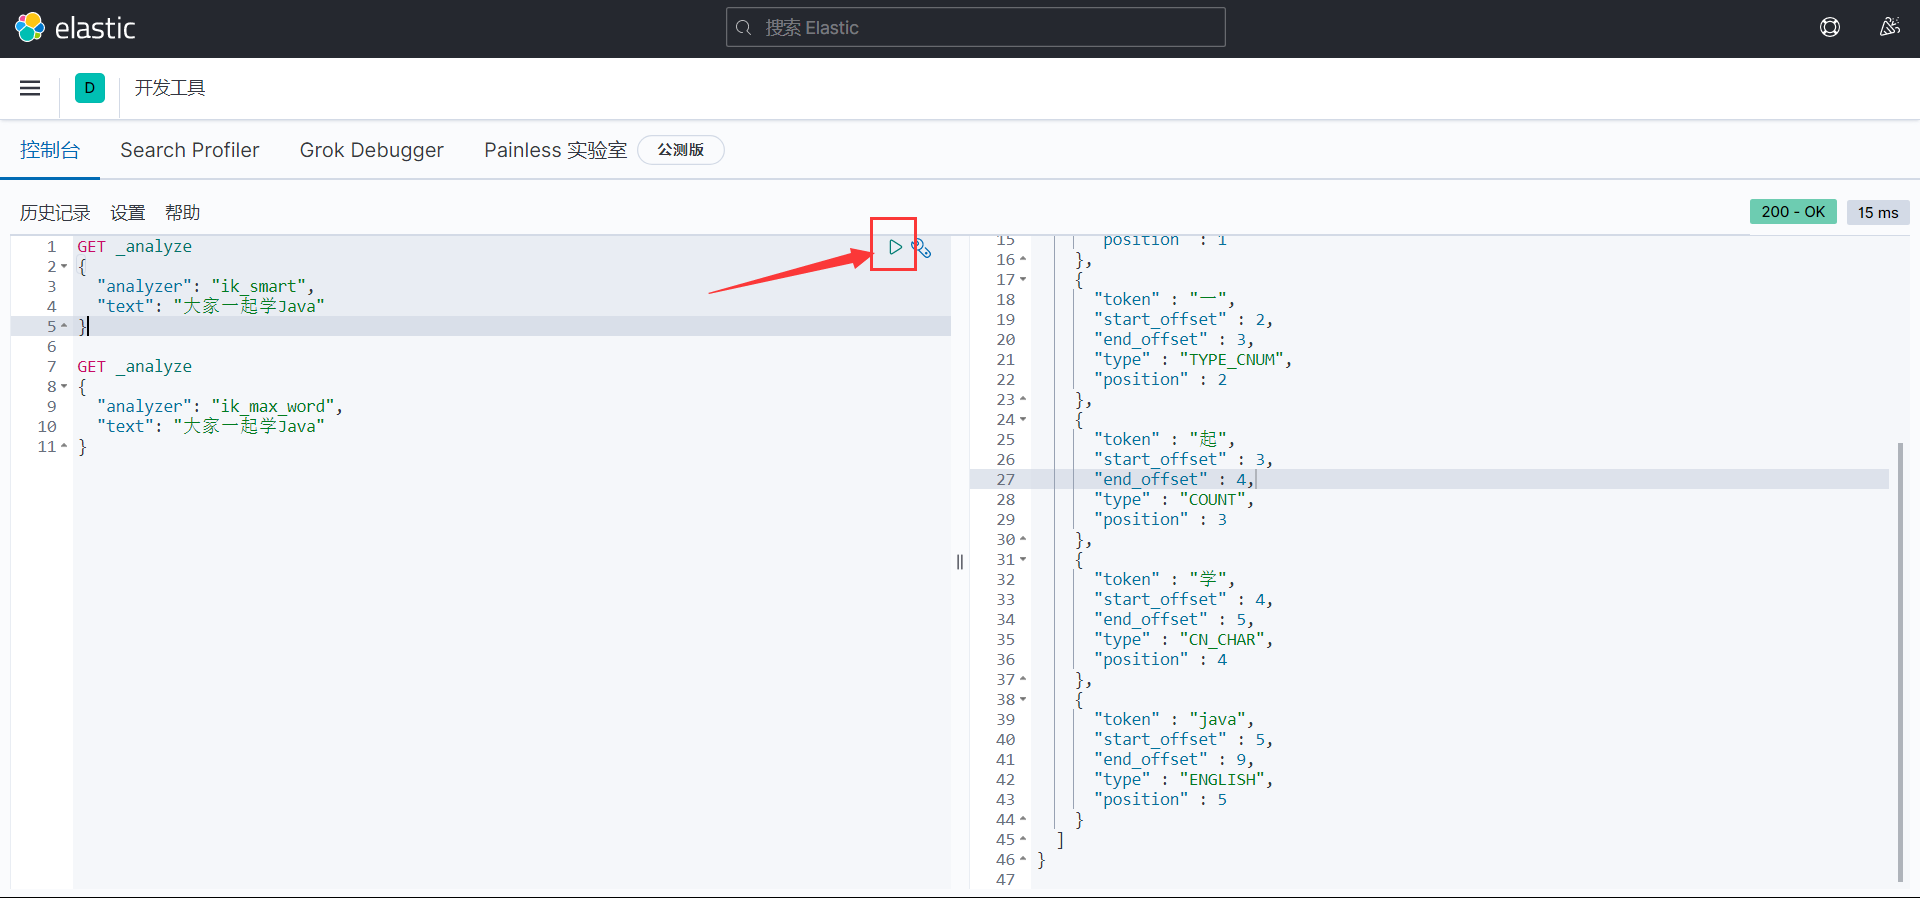 elastic
搜索 Elastic
D
开发工具
控制台
Search Profiler
Grok Debugger
Painless 实验室
公测版
历史记录
设置
帮助
200 - OK
15 ms
1 GET _analyze
2 {
3 "analyzer": "ik_smart",
4 "text": "大家一起学Java"
5 }
6
7 GET _analyze
8 {
9 "analyzer": "ik_max_word",
10 "text": "大家一起学Java"
11 }
15 "position" : 1
16 },
17 {
18 "token" : "一",
19 "start_offset" : 2,
20 "end_offset" : 3,
21 "type" : "TYPE_CNUM",
22 "position" : 2
23 },
24 {
25 "token" : "起",
26 "start_offset" : 3,
27 "end_offset" : 4,
28 "type" : "COUNT",
29 "position" : 3
30 },
31 {
32 "token" : "学",
33 "start_offset" : 4,
34 "end_offset" : 5,
35 "type" : "CN_CHAR",
36 "position" : 4
37 },
38 {
39 "token" : "java",
40 "start_offset" : 5,
41 "end_offset" : 9,
42 "type" : "ENGLISH",
43 "position" : 5
44 }
45 ]
46 }
47